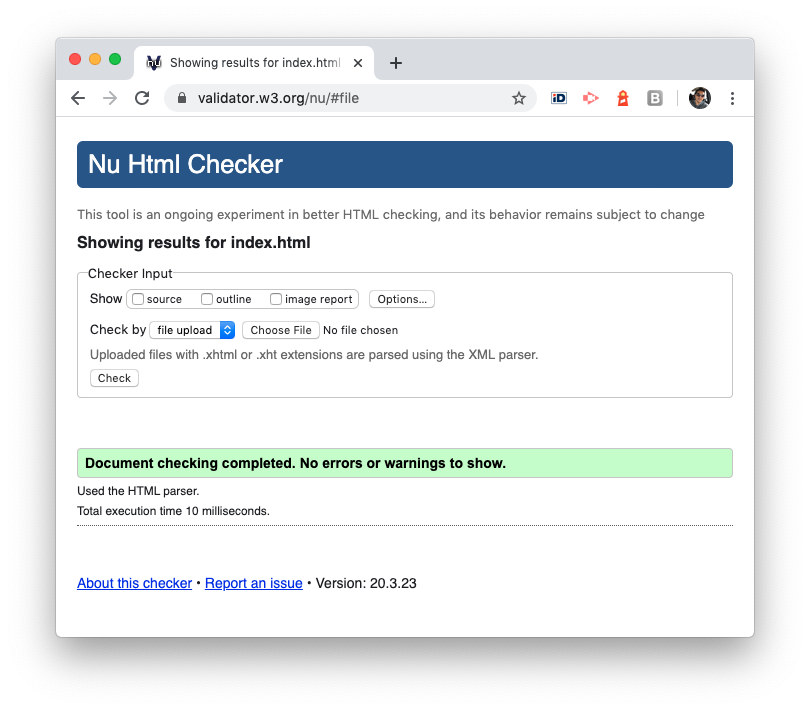 nu Showing results for index.html
validator.w3.org/nu/#file
iD
B
Nu Html Checker
This tool is an ongoing experiment in better HTML checking, and its behavior remains subject to change
Showing results for index.html
Checker Input
Show source outline image report Options...
Check by file upload Choose File No file chosen
Uploaded files with .xhtml or .xht extensions are parsed using the XML parser.
Check
Document checking completed. No errors or warnings to show.
Used the HTML parser.
Total execution time 10 milliseconds.
About this checker • Report an issue • Version: 20.3.23